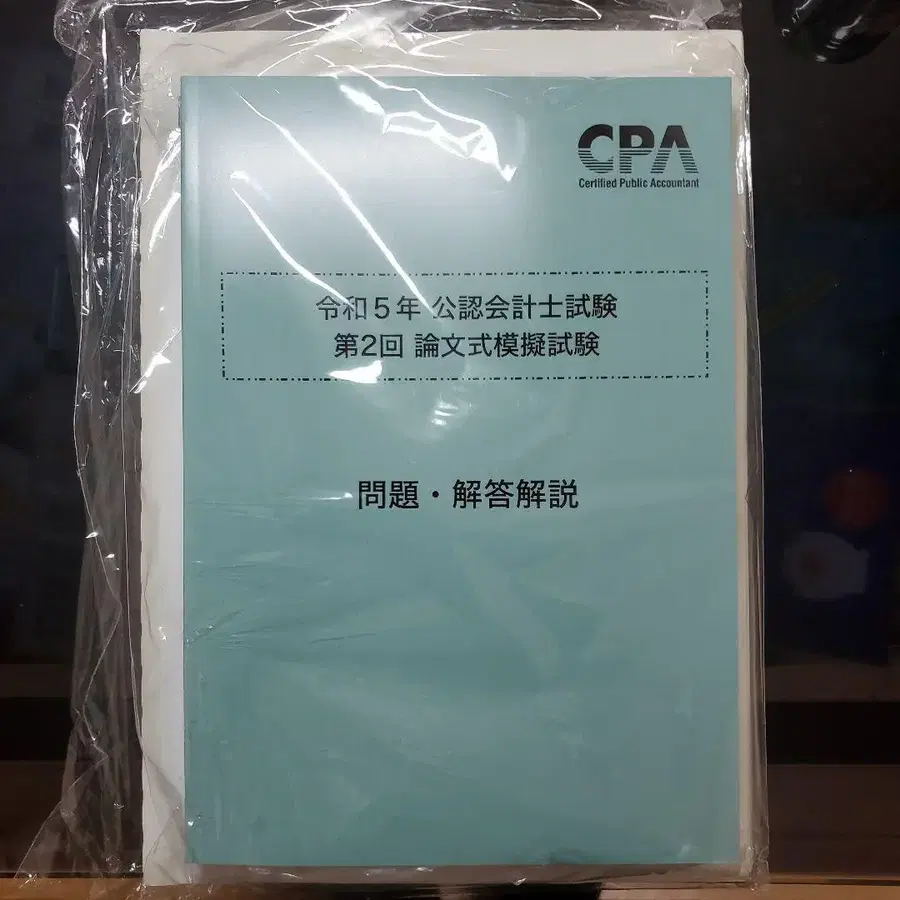 CPA
Certified Public Accountant
令和5年 公認会計士試験
第2回 論文式模擬試験
問題・解答解説